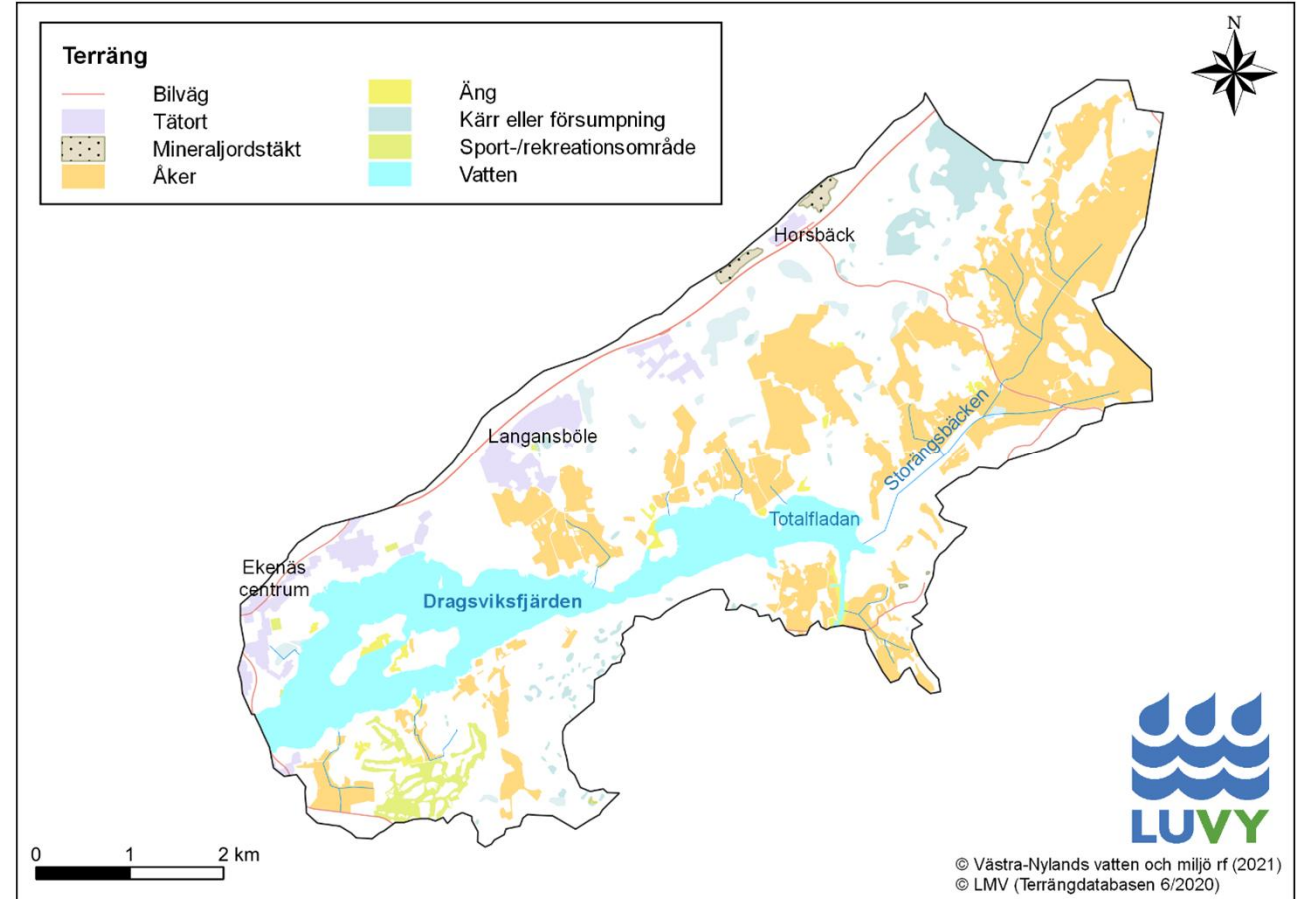 Terräng
Bilväg
Tätort
Mineraljordstäkt
Åker
Äng
Kärr eller försumpning
Sport-/rekreationsområde
Vatten
N
Horsbäck
Langansböle
Storängsbäcken
Totalfladan
Ekenäs
centrum
Dragsviksfjärden
0 1 2 km
LUVY
© Västra-Nylands vatten och miljö rf (2021)
© LMV (Terrängdatabasen 6/2020)